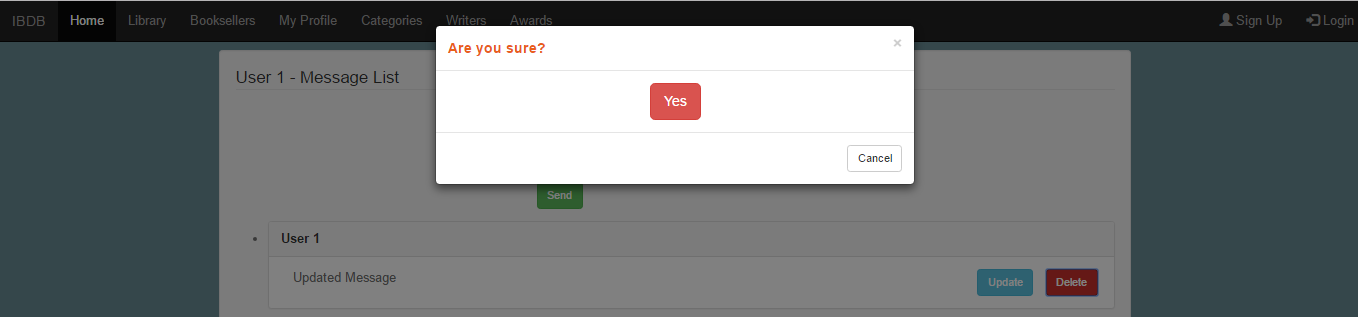 IBDB Home Library Booksellers My Profile Categories Writers Awards Sign Up Login
Are you sure? ×
User 1 - Message List
Yes
Cancel
Send
User 1
Updated Message Update Delete